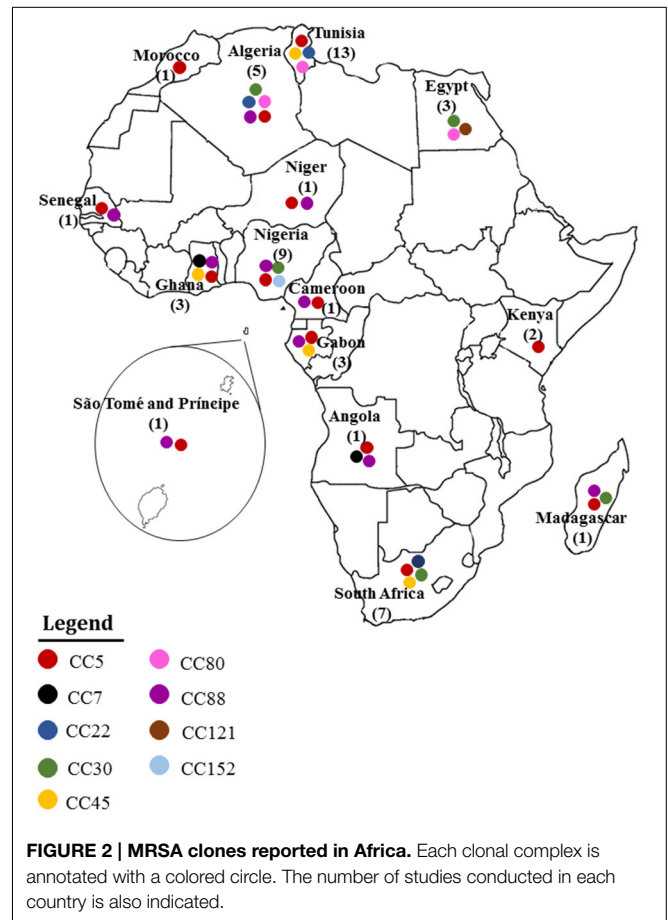 Tunisia
(13)
Morocco
(1)
Algeria
(5)
Egypt
(3)
Niger
(1)
Senegal
(1)
Nigeria
(9)
Ghana
(3)
Cameroon
(1)
Kenya
(2)
Gabon
(3)
São Tomé and Príncipe
(1)
Angola
(1)
Madagascar
(1)
South Africa
(7)
Legend
CC5
CC7
CC22
CC30
CC45
CC80
CC88
CC121
CC152
FIGURE 2 | MRSA clones reported in Africa. Each clonal complex is
annotated with a colored circle. The number of studies conducted in each
country is also indicated.